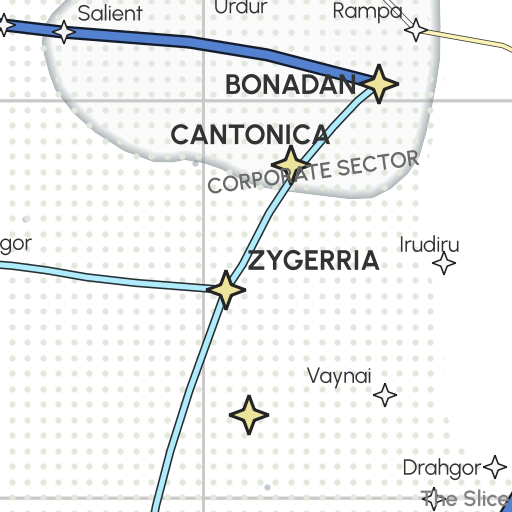 Salient
Urdur
Rampa
BONADAN
CANTONICA
CORPORATE SECTOR
gor
ZYGERRIA
Irudiru
Vaynai
Drahgor
The Slice